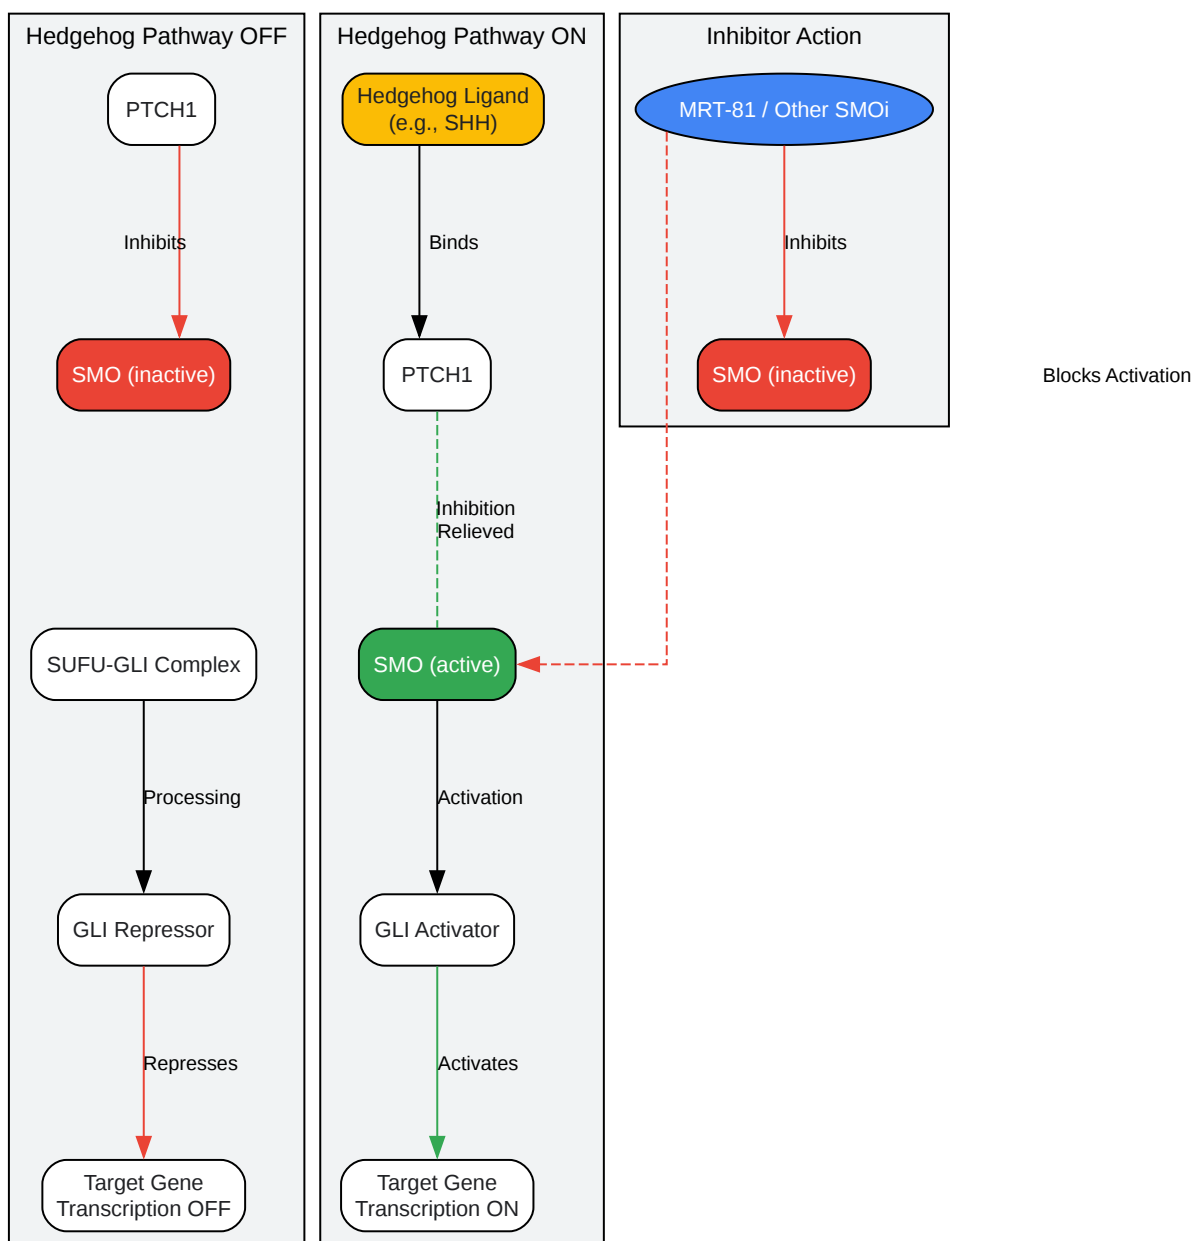 Hedgehog Pathway OFF
PTCH1
Inhibits
SMO (inactive)
SUFU-GLI Complex
Processing
GLI Repressor
Represses
Target Gene
Transcription OFF
Hedgehog Pathway ON
Hedgehog Ligand
(e.g., SHH)
Binds
PTCH1
Inhibition
Relieved
SMO (active)
Activation
GLI Activator
Activates
Target Gene
Transcription ON
Inhibitor Action
MRT-81 / Other SMOi
Inhibits
SMO (inactive)
Blocks Activation